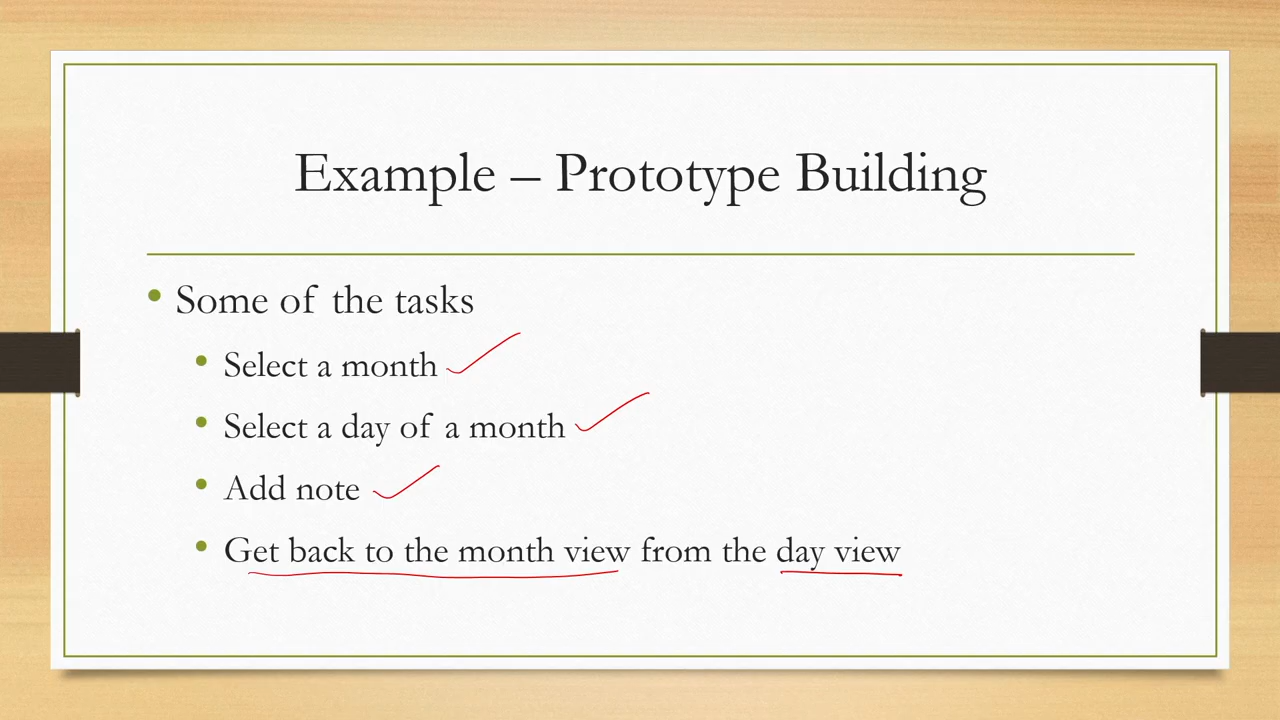 Example – Prototype Building
• Some of the tasks
• Select a month
• Select a day of a month
• Add note
• Get back to the month view from the day view